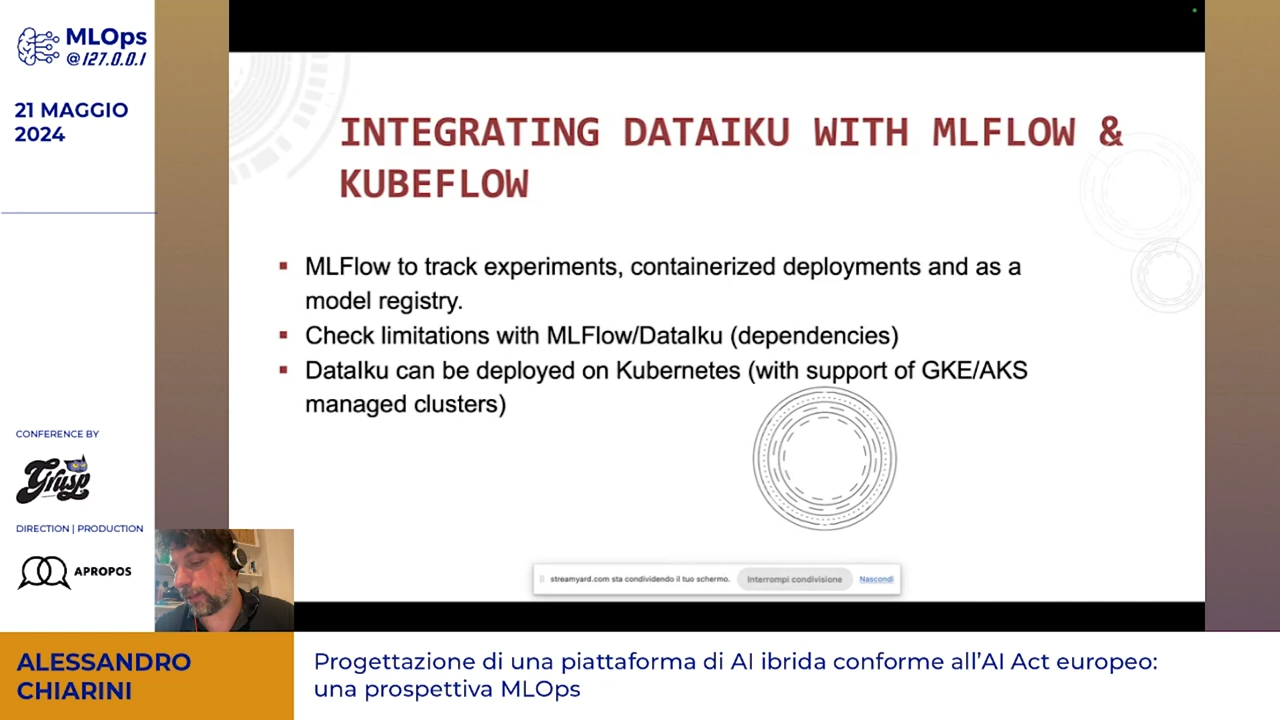 MLOps
@127.0.0.1
21 MAGGIO
2024
INTEGRATING DATAIKU WITH MLFLOW &
KUBEFLOW
▪ MLFlow to track experiments, containerized deployments and as a
model registry.
▪ Check limitations with MLFlow/DataIku (dependencies)
▪ DataIku can be deployed on Kubernetes (with support of GKE/AKS
managed clusters)
CONFERENCE BY
Grusp
DIRECTION | PRODUCTION
APROPOS
streamyard.com sta condividendo il tuo schermo.
Interrompi condivisione
Nascondi
ALESSANDRO
CHIARINI
Progettazione di una piattaforma di AI ibrida conforme all'AI Act europeo:
una prospettiva MLOps